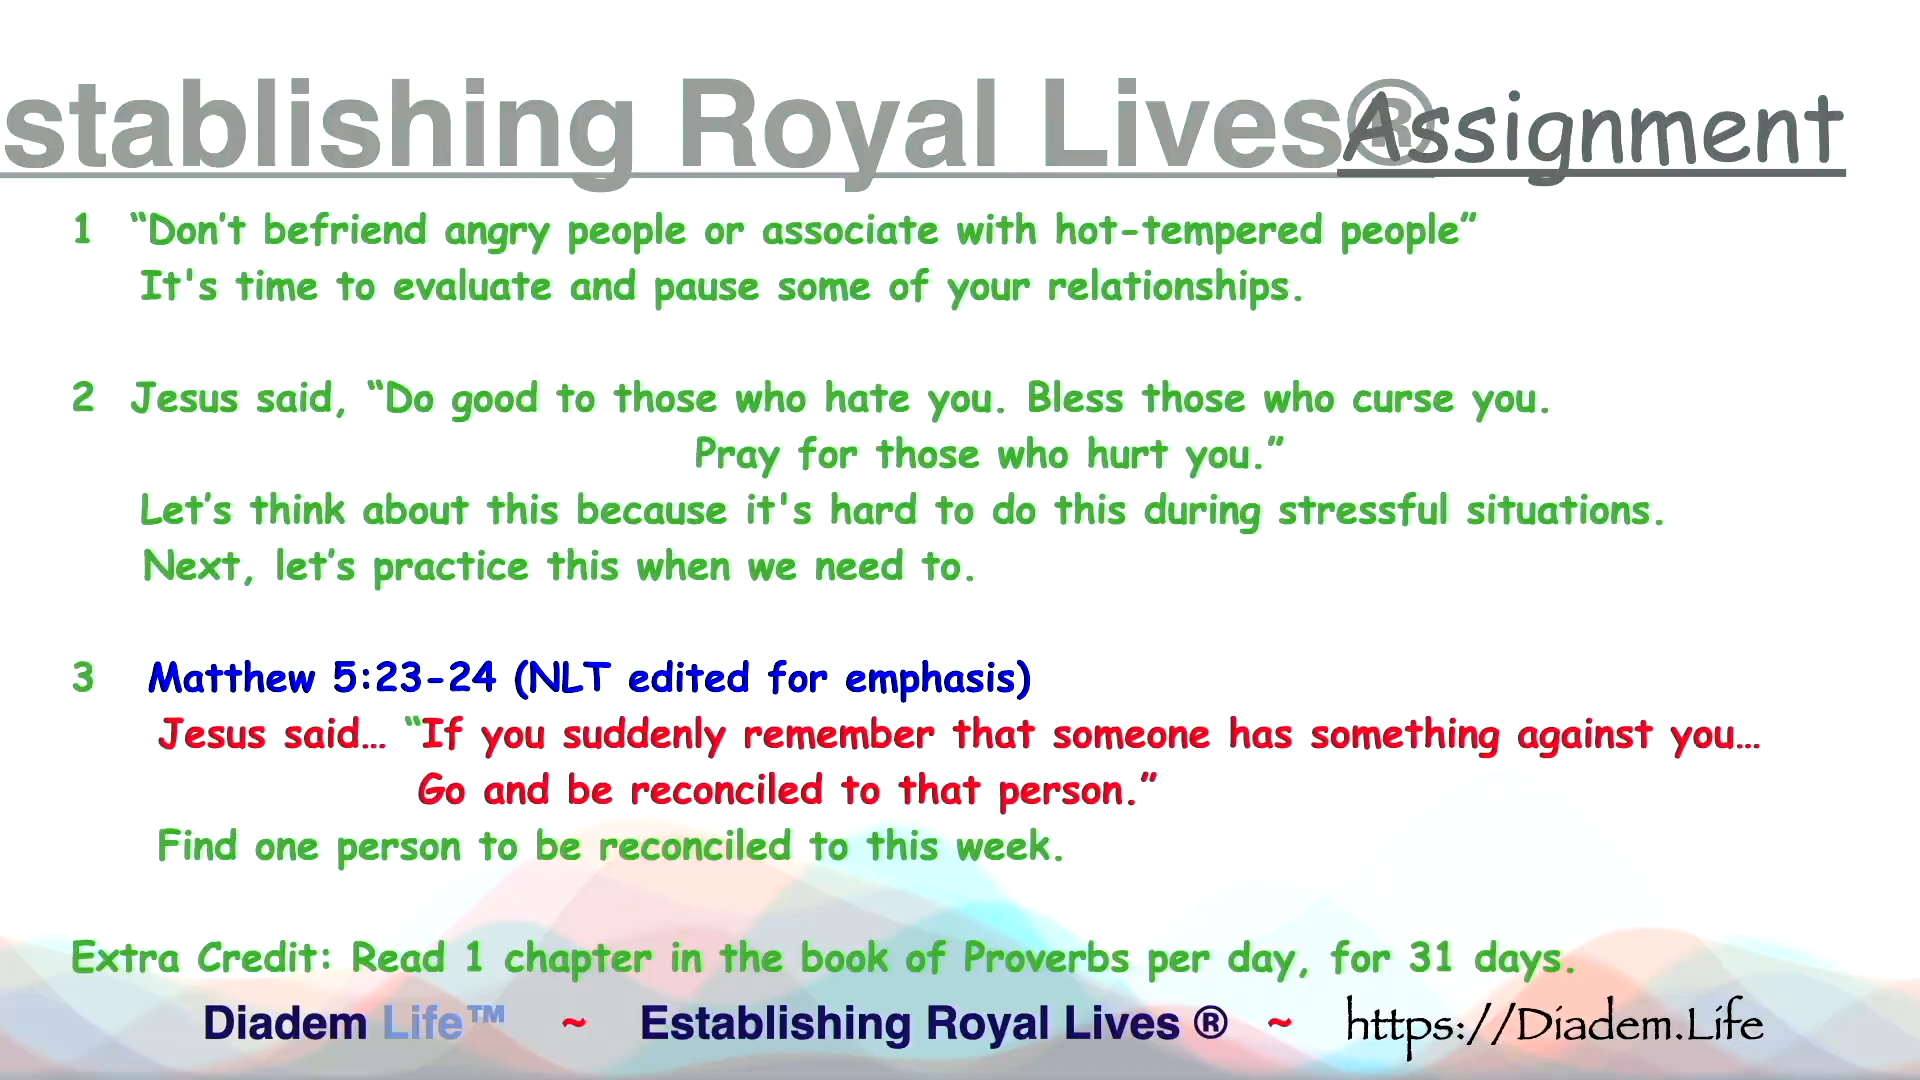 stablishing Royal Lives® Assignment
1 “Don’t befriend angry people or associate with hot-tempered people”
It's time to evaluate and pause some of your relationships.
2 Jesus said, “Do good to those who hate you. Bless those who curse you.
Pray for those who hurt you.”
Let’s think about this because it's hard to do this during stressful situations.
Next, let’s practice this when we need to.
3 Matthew 5:23-24 (NLT edited for emphasis)
Jesus said… “If you suddenly remember that someone has something against you…
Go and be reconciled to that person.”
Find one person to be reconciled to this week.
Extra Credit: Read 1 chapter in the book of Proverbs per day, for 31 days.
Diadem Life™ ~ Establishing Royal Lives ® ~ https://Diadem.Life